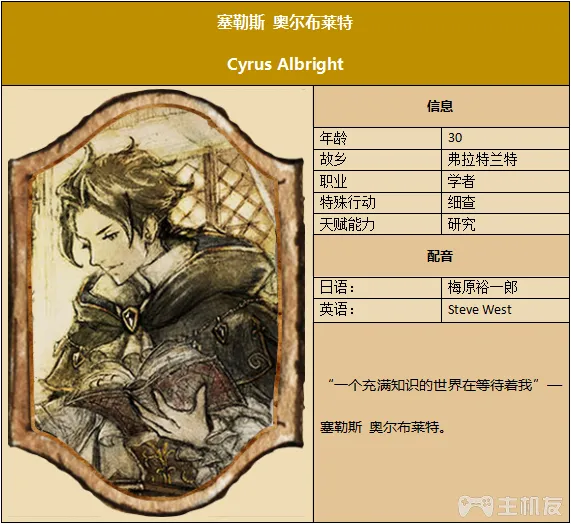 塞勒斯 奥尔布莱特
Cyrus Albright
信息
年龄 30
故乡 弗拉特兰特
职业 学者
特殊行动 细查
天赋能力 研究
配音
日语: 梅原裕一郎
英语: Steve West
“一个充满知识的世界在等待着我”—
塞勒斯 奥尔布莱特。
主机友